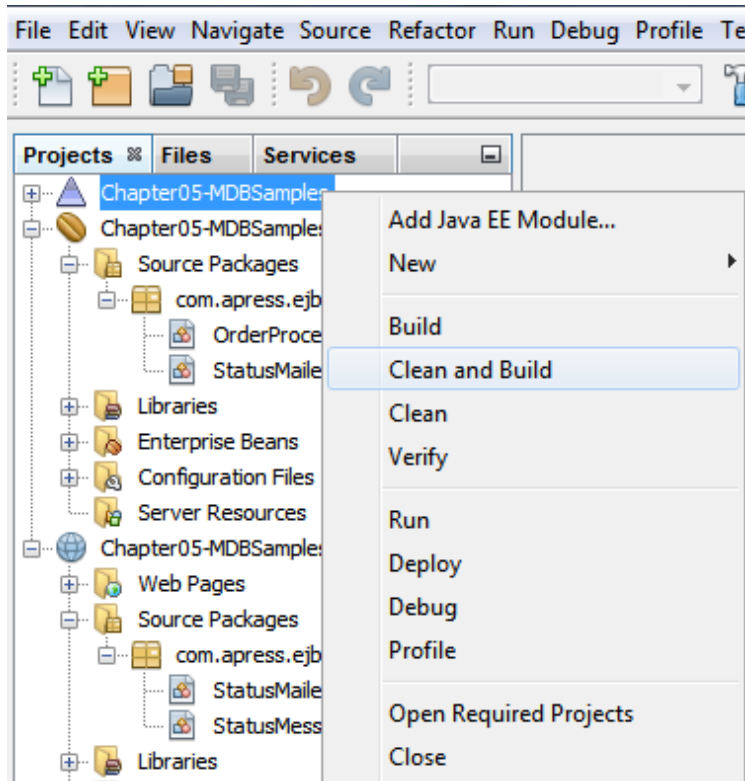 File Edit View Navigate Source Refactor Run Debug Profile Te
Projects Files Services
Chapter05-MDBSamples
Chapter05-MDBSamples
Source Packages
com.apress.ejb
OrderProce
StatusMaile
Libraries
Enterprise Beans
Configuration Files
Server Resources
Chapter05-MDBSamples
Web Pages
Source Packages
com.apress.ejb
StatusMaile
StatusMess
Libraries
Add Java EE Module...
New
Build
Clean and Build
Clean
Verify
Run
Deploy
Debug
Profile
Open Required Projects
Close